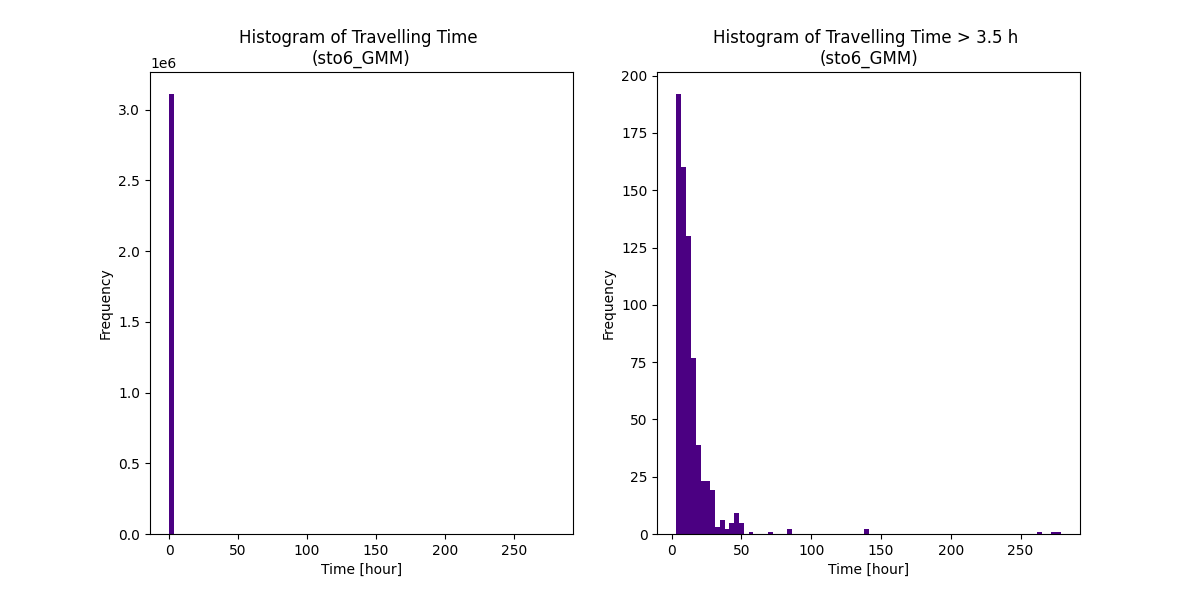 Histogram of Travelling Time
(sto6_GMM)
1e6
3.0
2.5
2.0
1.5
1.0
0.5
0.0
Frequency
0 50 100 150 200 250
Time [hour]
Histogram of Travelling Time > 3.5 h
(sto6_GMM)
200
175
150
125
100
75
50
25
0
Frequency
0 50 100 150 200 250
Time [hour]